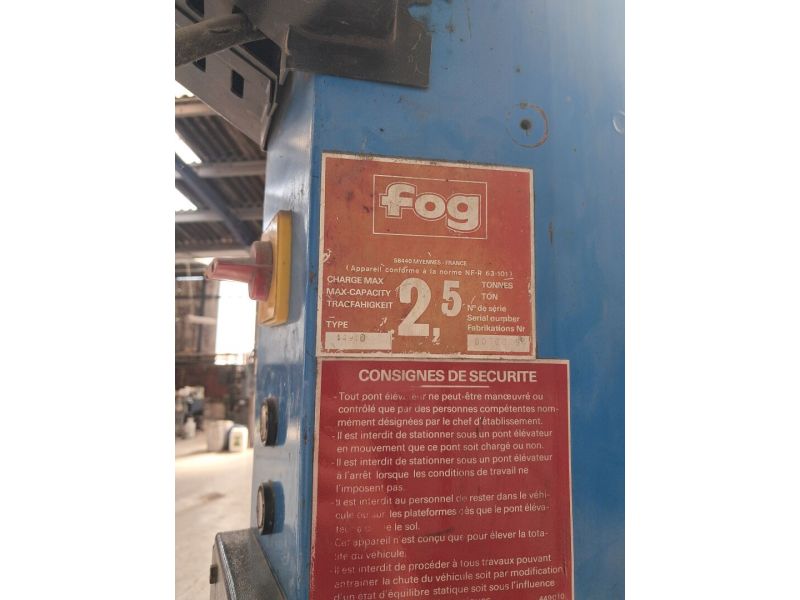 fog
58440 MYENNES - FRANCE
(Appareil conforme à la norme NF-R 63-101)
CHARGE MAX
MAX-CAPACITY
TRACFAHIGKEIT
2,5
TONNES
TON
N° de série
Serial number
Fabrikations Nr
TYPE
CONSIGNES DE SECURITE
- Tout pont élévateur ne peut-être manœuvré ou
contrôlé que par des personnes compétentes nom-
mément désignées par le chef d'établissement.
- Il est interdit de stationner sous un pont élévateur
en mouvement que ce pont soit chargé ou non.
- Il est interdit de stationner sous un pont élévateur
à l'arrêt lorsque les conditions de travail ne
l'imposent pas.
- Il est interdit au personnel de rester dans le véhi-
cule ou sur les plateformes dès que le pont éléva-
teur le sol.
- Cet appareil n'est conçu que pour élever la tota-
lité du véhicule.
- Il est interdit de procéder à tous travaux pouvant
entraîner la chute du véhicule soit par modification
d'un état d'équilibre statique soit sous l'influence
449010